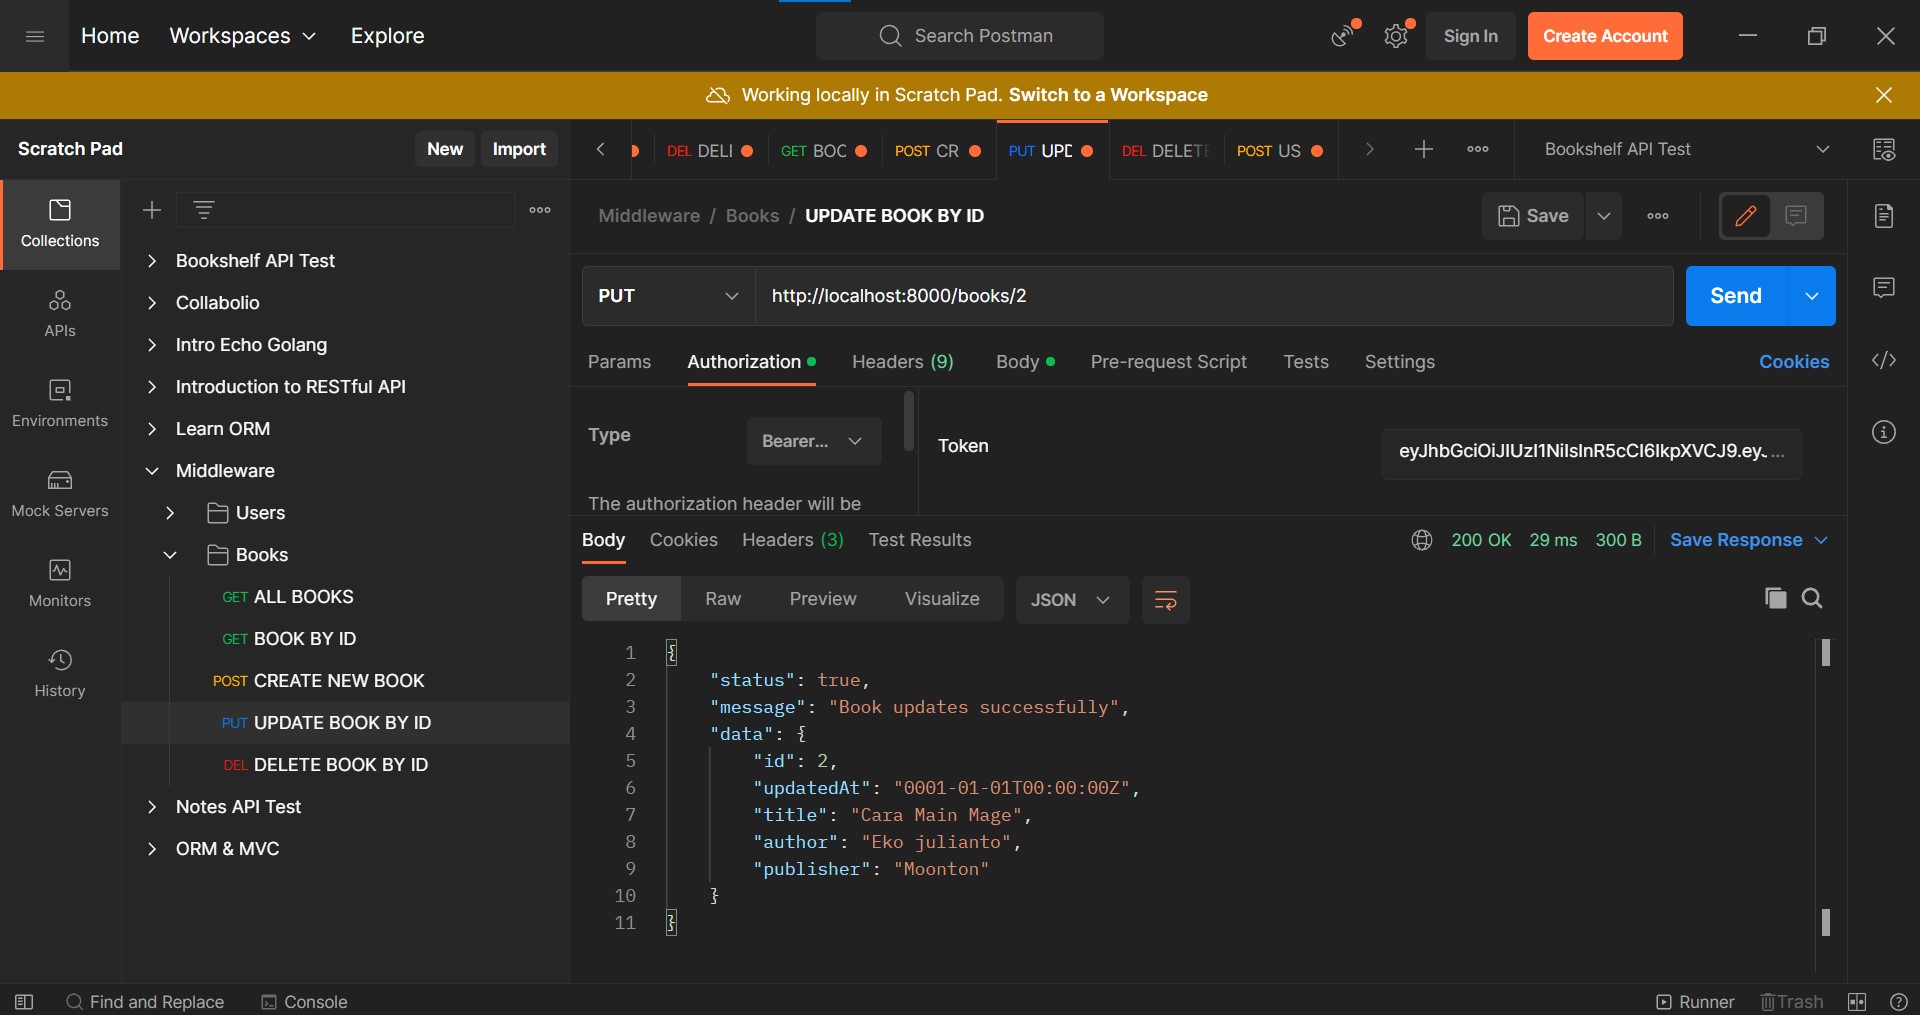 Home Workspaces Explore Search Postman Sign In Create Account
Working locally in Scratch Pad. Switch to a Workspace
Scratch Pad New Import
DEL DELI GET BOC POST CR PUT UPD DEL DELETE POST US Bookshelf API Test
Middleware / Books / UPDATE BOOK BY ID Save
PUT http://localhost:8000/books/2 Send
Params Authorization Headers (9) Body Pre-request Script Tests Settings Cookies
Type Bearer... Token eyJhbGciOiJIUzI1NiIsInR5cCI6IkpXVCJ9.ey...
The authorization header will be
Collections
APIs
Environments
Mock Servers
Monitors
History
Bookshelf API Test
Collabolio
Intro Echo Golang
Introduction to RESTful API
Learn ORM
Middleware
Users
Books
GET ALL BOOKS
GET BOOK BY ID
POST CREATE NEW BOOK
PUT UPDATE BOOK BY ID
DEL DELETE BOOK BY ID
Notes API Test
ORM & MVC
Body Cookies Headers (3) Test Results 200 OK 29 ms 300 B Save Response
Pretty Raw Preview Visualize JSON
1 {
2 "status": true,
3 "message": "Book updates successfully",
4 "data": {
5 "id": 2,
6 "updatedAt": "0001-01-01T00:00:00Z",
7 "title": "Cara Main Mage",
8 "author": "Eko julianto",
9 "publisher": "Moonton"
10 }
11 }
Find and Replace Console Runner Trash